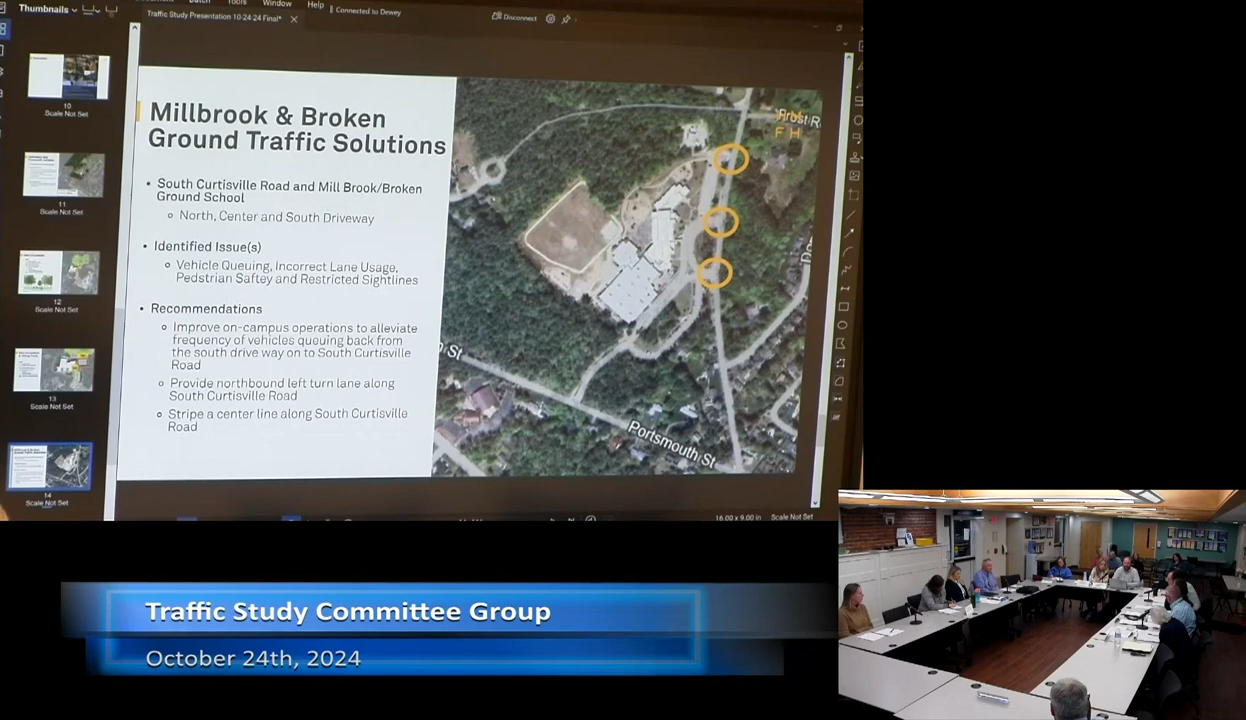 Thumbnails
Tools
Window
Help
Connected to Dewey
Disconnect
Traffic Study Presentation 10-24-24 Final*
10
Scale Not Set
11
Scale Not Set
12
Scale Not Set
13
Scale Not Set
14
Scale Not Set
Millbrook & Broken
Ground Traffic Solutions
• South Curtisville Road and Mill Brook/Broken
Ground School
North, Center and South Driveway
• Identified Issue(s)
Vehicle Queuing, Incorrect Lane Usage,
Pedstrian Saftey and Restricted Sightlines
• Recommendations
Improve on-campus operations to alleviate
frequency of vehicles queuing back from
the south drive way on to South Curtisville
Road
Provide northbound left turn lane along
South Curtisville Road
Stripe a center line along South Curtisville
Road
Portsmouth St
16.00 x 9.00 in
Scale Not Set
Traffic Study Committee Group
October 24th, 2024